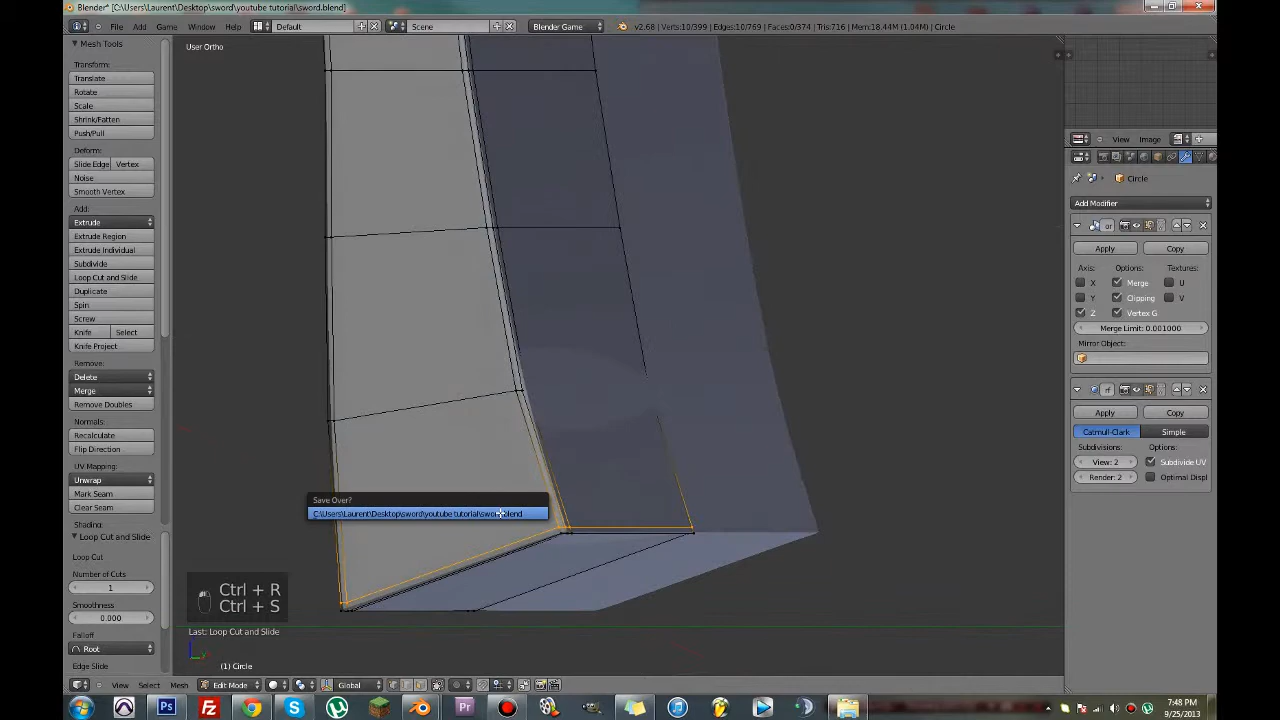 Blender* [C:\Users\Laurent\Desktop\sword\youtube tutorial\sword.blend]
File Add Game Window Help Default Scene Blender Game v2.68 | Verts:10/399 | Edges:10/769 | Faces:0/374 | Tris:716 | Mem:18.44M (1.04M) | Circle
Mesh Tools
User Ortho
Transform:
Translate
Rotate
Scale
Shrink/Fatten
Push/Pull
Deform:
Slide Edge Vertex
Noise
Smooth Vertex
Add:
Extrude
Extrude Region
Extrude Individual
Subdivide
Loop Cut and Slide
Duplicate
Spin
Screw
Knife Select
Knife Project
Remove:
Delete
Merge
Remove Doubles
Normals:
Recalculate
Flip Direction
UV Mapping:
Unwrap
Mark Seam
Clear Seam
Shading:
Loop Cut and Slide
Loop Cut
Number of Cuts
1
Smoothness
0.000
Falloff
Root
Edge Slide
Save Over?
C:\Users\Laurent\Desktop\sword\youtube tutorial\sword.blend
Ctrl + R
Ctrl + S
Last: Loop Cut and Slide
(1) Circle
View Select Mesh Edit Mode Global
View Image
Circle
Add Modifier
Apply Copy
Axis: Options: Textures:
X Merge U
Y Clipping V
Z Vertex G
Merge Limit: 0.001000
Mirror Object:
Apply Copy
Catmull-Clark Simple
Subdivisions: Options:
View: 2 Subdivide UV
Render: 2 Optimal Displ
7:48 PM
9/25/2013